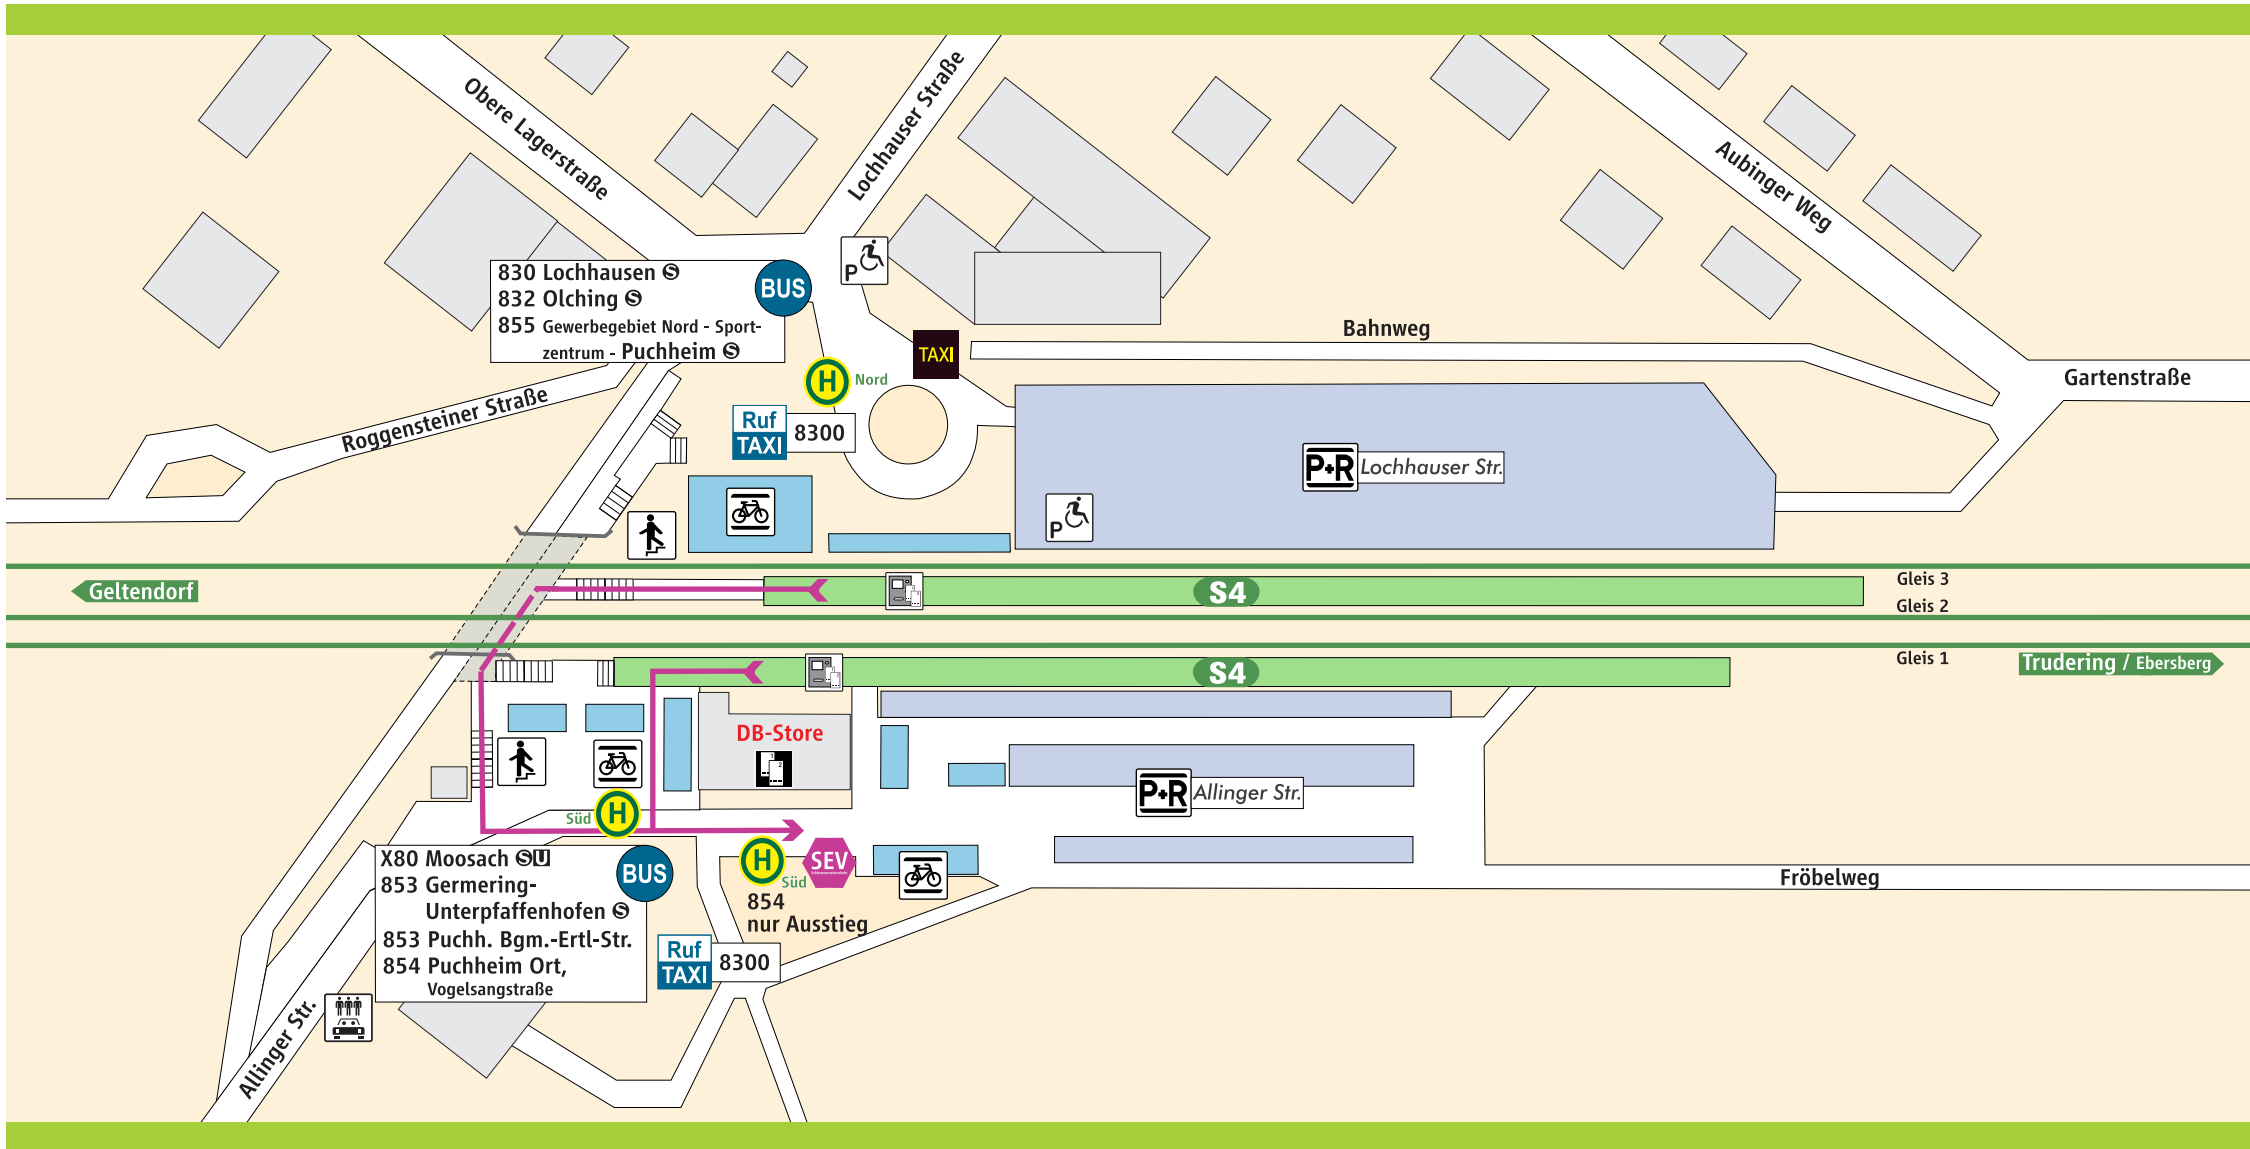 Obere Lagerstraße
Lochhauser Straße
Aubinger Weg
P
830 Lochhausen S
832 Olching S
855 Gewerbegebiet Nord - Sport-
zentrum - Puchheim S
BUS
TAXI
Bahnweg
Gartenstraße
H Nord
Ruf
TAXI
8300
Roggensteiner Straße
P+R Lochhauser Str.
P
Geltendorf
S4
Gleis 3
Gleis 2
S4
Gleis 1
Trudering / Ebersberg
DB-Store
1
2
P+R Allinger Str.
Süd H
H Süd
SEV
854
nur Ausstieg
X80 Moosach S U
853 Germering-
Unterpfaffenhofen S
853 Puchh. Bgm.-Ertl-Str.
854 Puchheim Ort,
Vogelsangstraße
BUS
Ruf
TAXI
8300
Fröbelweg
Allinger Str.